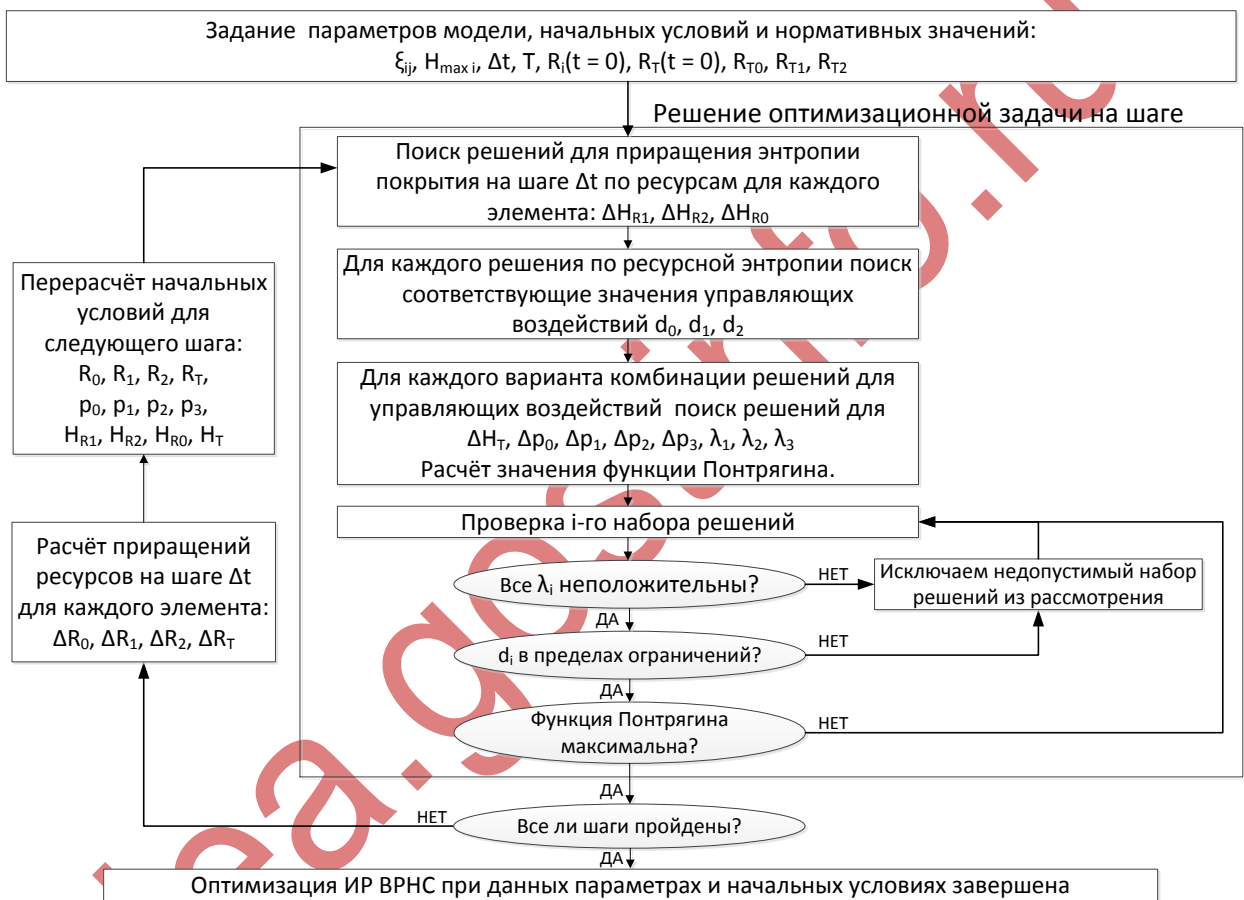 Задание параметров модели, начальных условий и нормативных значений:
ξij, Hmax i, Δt, T, Ri(t = 0), RT(t = 0), RT0, RT1, RT2
Решение оптимизационной задачи на шаге
Поиск решений для приращения энтропии
покрытия на шаге Δt по ресурсам для каждого
элемента: ΔHR1, ΔHR2, ΔHR0
Для каждого решения по ресурсной энтропии поиск
соответствующие значения управляющих
воздействий d0, d1, d2
Для каждого варианта комбинации решений для
управляющих воздействий поиск решений для
ΔHT, Δp0, Δp1, Δp2, Δp3, λ1, λ2, λ3
Расчёт значения функции Понтрягина.
Проверка i-го набора решений
Все λi неположительны?
НЕТ
Исключаем недопустимый набор
решений из рассмотрения
ДА
di в пределах ограничений?
НЕТ
ДА
Функция Понтрягина
максимальна?
НЕТ
ДА
Все ли шаги пройдены?
НЕТ
ДА
Оптимизация ИР ВРНС при данных параметрах и начальных условиях завершена
Расчёт приращений
ресурсов на шаге Δt
для каждого элемента:
ΔR0, ΔR1, ΔR2, ΔRT
Перерасчёт начальных
условий для
следующего шага:
R0, R1, R2, RT,
p0, p1, p2, p3,
HR1, HR2, HR0, HT